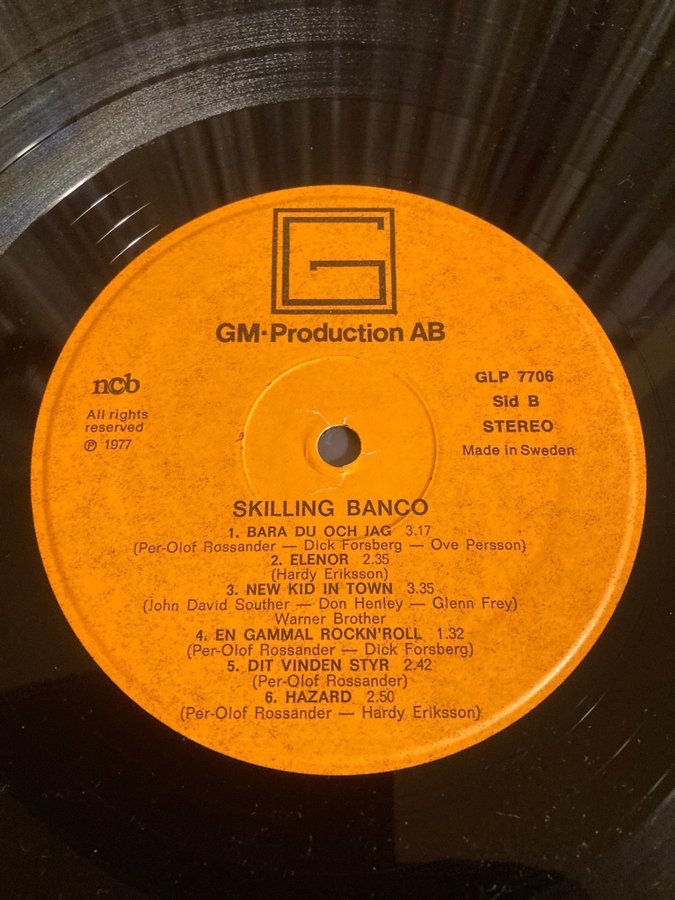 G
GM-Production AB
ncb
All rights
reserved
℗ 1977
GLP 7706
Sid B
STEREO
Made in Sweden
SKILLING BANCO
1. BARA DU OCH JAG 3.17
(Per-Olof Rossander — Dick Forsberg — Ove Persson)
2. ELENOR 2.35
(Hardy Eriksson)
3. NEW KID IN TOWN 3.35
(John David Souther — Don Henley — Glenn Frey)
Warner Brother
4. EN GAMMAL ROCKN'ROLL 1.32
(Per-Olof Rossander — Dick Forsberg)
5. DIT VINDEN STYR 2.42
(Per-Olof Rossander)
6. HAZARD 2.50
(Per-Olof Rossander — Hardy Eriksson)